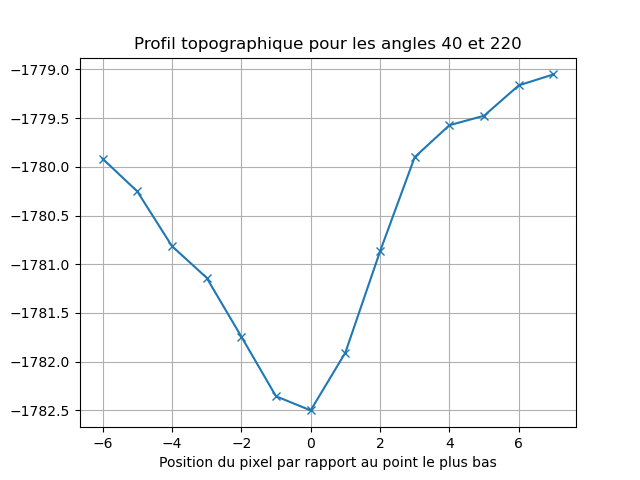 Profil topographique pour les angles 40 et 220
−1779.0
−1779.5
−1780.0
−1780.5
−1781.0
−1781.5
−1782.0
−1782.5
−6 −4 −2 0 2 4 6
Position du pixel par rapport au point le plus bas